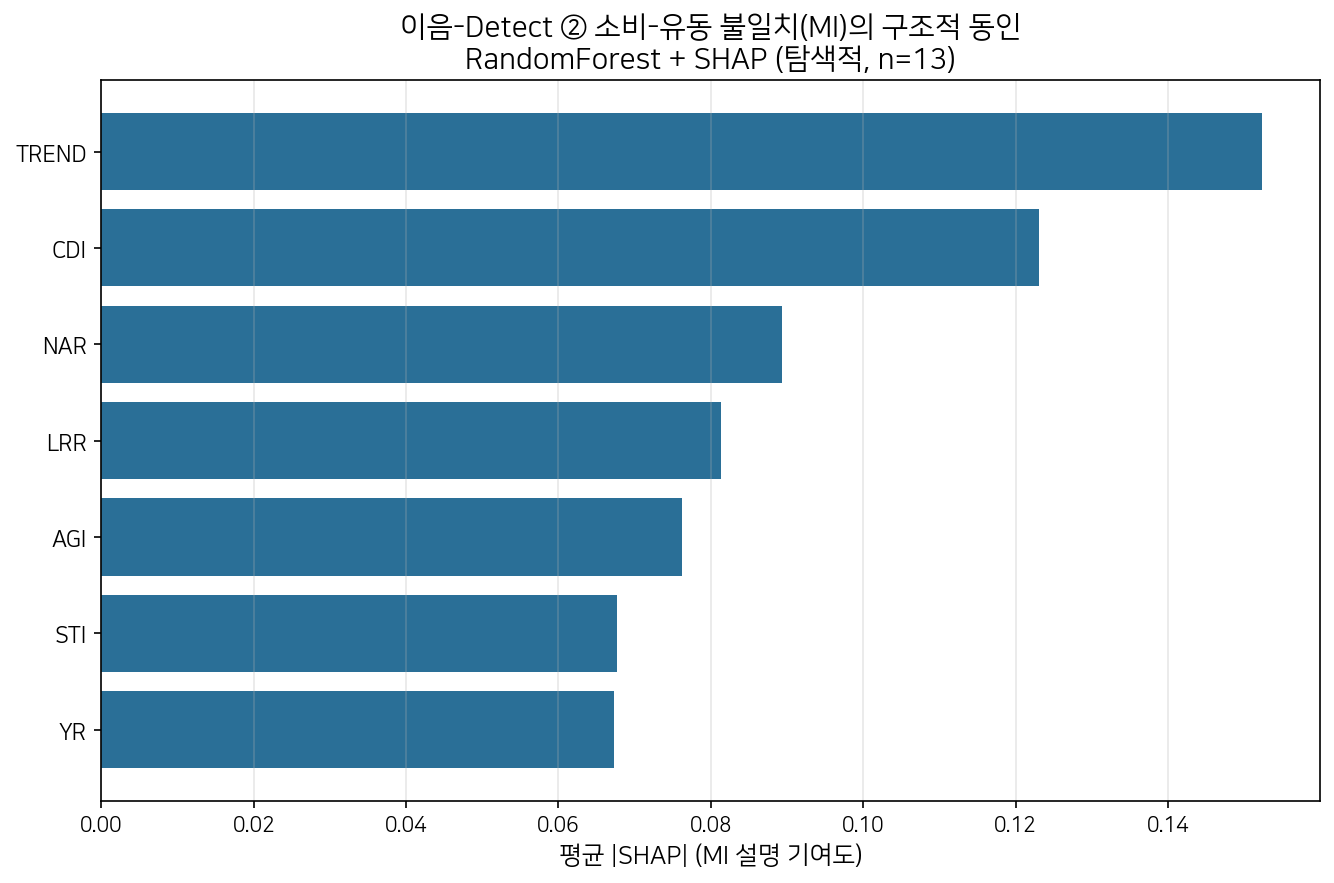 이음-Detect ② 소비-유동 불일치(MI)의 구조적 동인
RandomForest + SHAP (탐색적, n=13)
TREND
CDI
NAR
LRR
AGI
STI
YR
0.00 0.02 0.04 0.06 0.08 0.10 0.12 0.14
평균 |SHAP| (MI 설명 기여도)